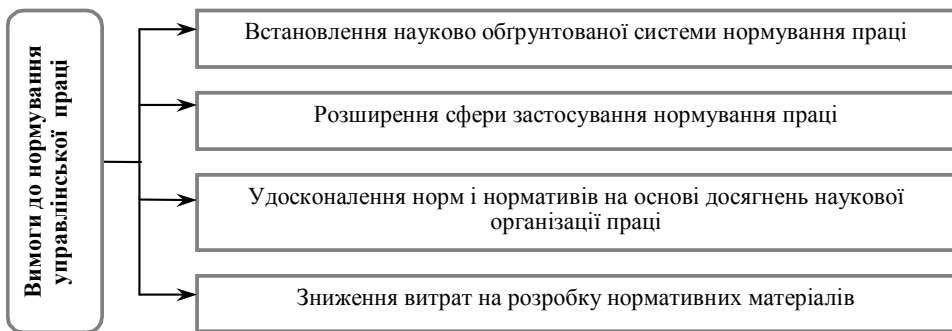 Вимоги до нормування
управлінської праці
Встановлення науково обґрунтованої системи нормування праці
Розширення сфери застосування нормування праці
Удосконалення норм і нормативів на основі досягнень наукової
організації праці
Зниження витрат на розробку нормативних матеріалів